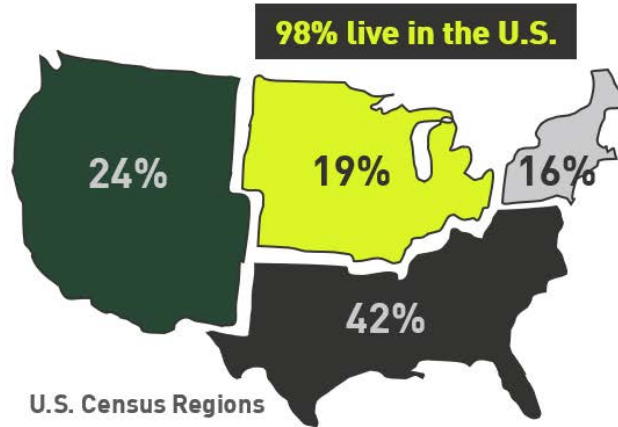 98% live in the U.S.
24%
19%
16%
42%
U.S. Census Regions